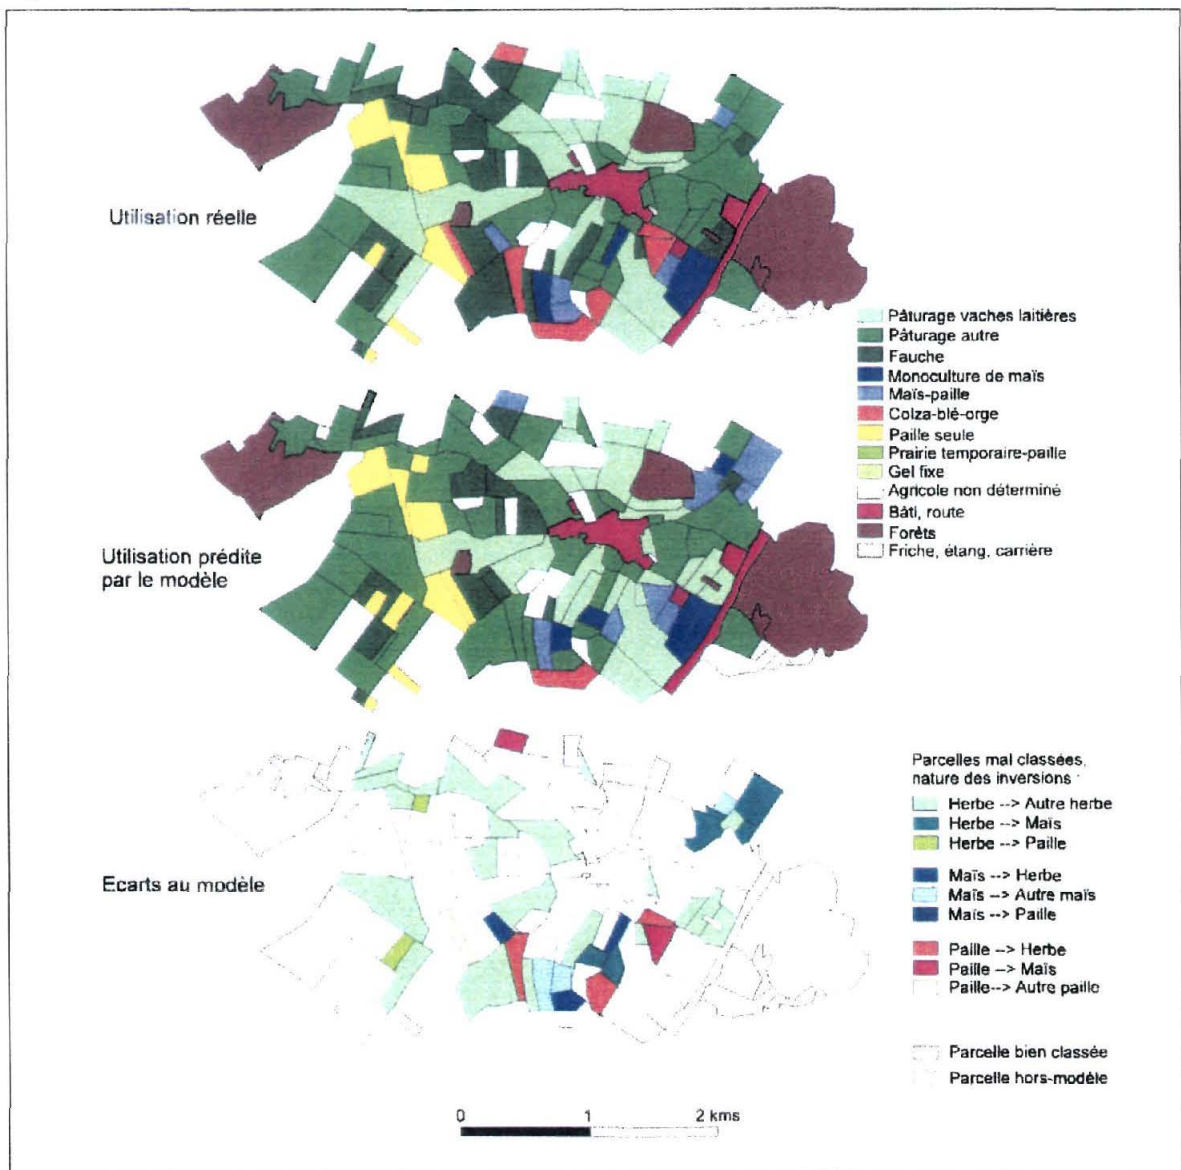 Utilisation réelle
Pâturage vaches laitières
Pâturage autre
Fauche
Monoculture de maïs
Maïs-paille
Colza-blé-orge
Paille seule
Prairie temporaire-paille
Gel fixe
Agricole non déterminé
Bâti, route
Forêts
Friche, étang, carrière
Utilisation prédite
par le modèle
Ecarts au modèle
Parcelles mal classées,
nature des inversions :
Herbe --> Autre herbe
Herbe --> Maïs
Herbe --> Paille
Maïs --> Herbe
Maïs --> Autre maïs
Maïs --> Paille
Paille --> Herbe
Paille --> Maïs
Paille--> Autre paille
Parcelle bien classée
Parcelle hors-modèle
0 1 2 kms